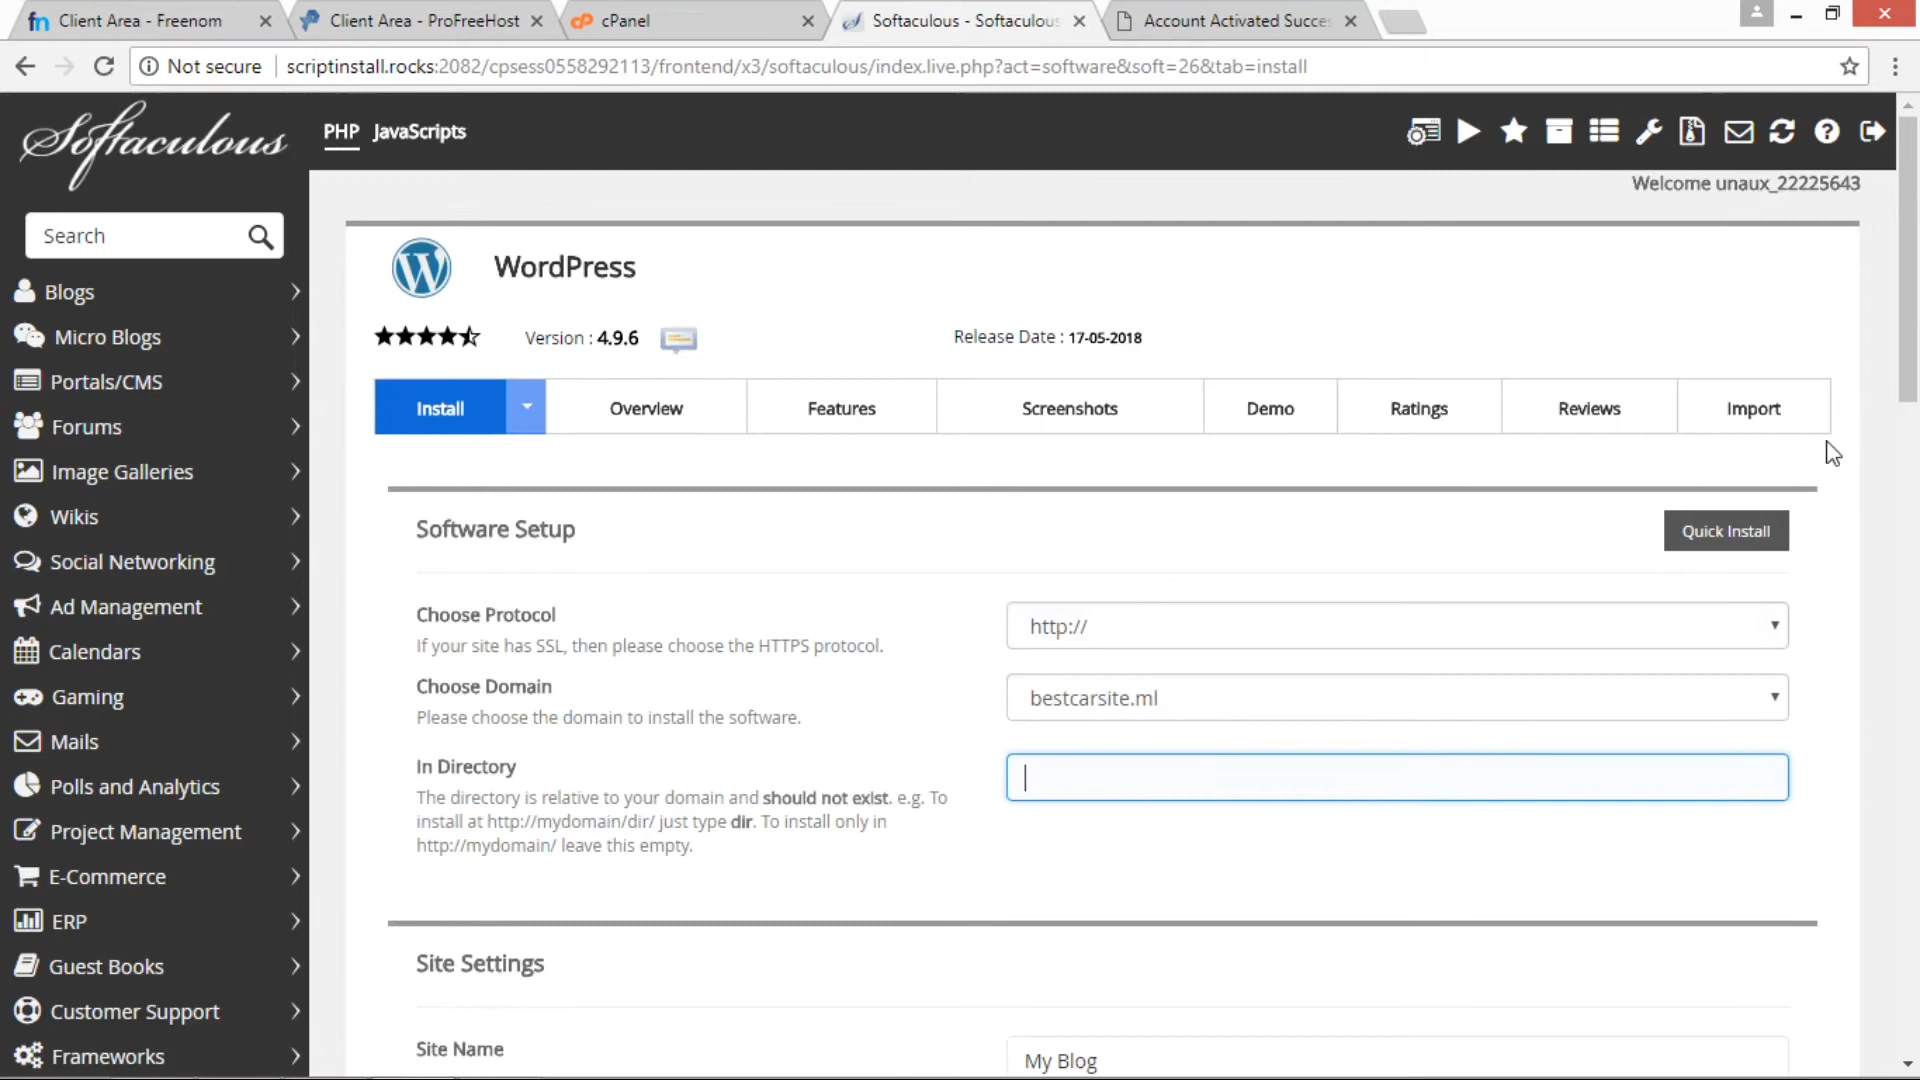 fn Client Area - Freenom
Client Area - ProFreeHost
cP cPanel
Softaculous - Softaculous
Account Activated Succes
Not secure
scriptinstall.rocks:2082/cpsess0558292113/frontend/x3/softaculous/index.live.php?act=software&soft=26&tab=install
Softaculous
PHP JavaScripts
Welcome unaux_22225643
Search
Blogs
Micro Blogs
Portals/CMS
Forums
Image Galleries
Wikis
Social Networking
Ad Management
Calendars
Gaming
Mails
Polls and Analytics
Project Management
E-Commerce
ERP
Guest Books
Customer Support
Frameworks
WordPress
Version : 4.9.6
Release Date : 17-05-2018
Install
Overview
Features
Screenshots
Demo
Ratings
Reviews
Import
Software Setup
Quick Install
Choose Protocol
If your site has SSL, then please choose the HTTPS protocol.
http://
Choose Domain
Please choose the domain to install the software.
bestcarsite.ml
In Directory
The directory is relative to your domain and should not exist. e.g. To
install at http://mydomain/dir/ just type dir. To install only in
http://mydomain/ leave this empty.
Site Settings
Site Name
My Blog